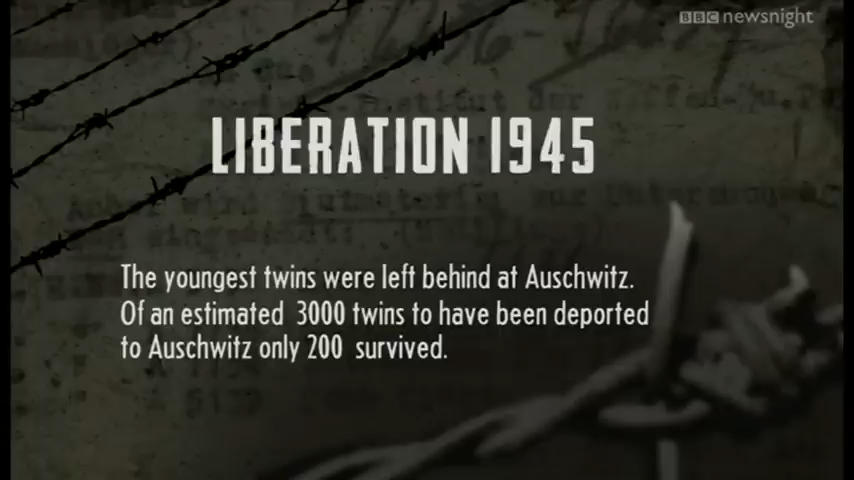 BBC newsnight
LIBERATION 1945
The youngest twins were left behind at Auschwitz.
Of an estimated 3000 twins to have been deported
to Auschwitz only 200 survived.